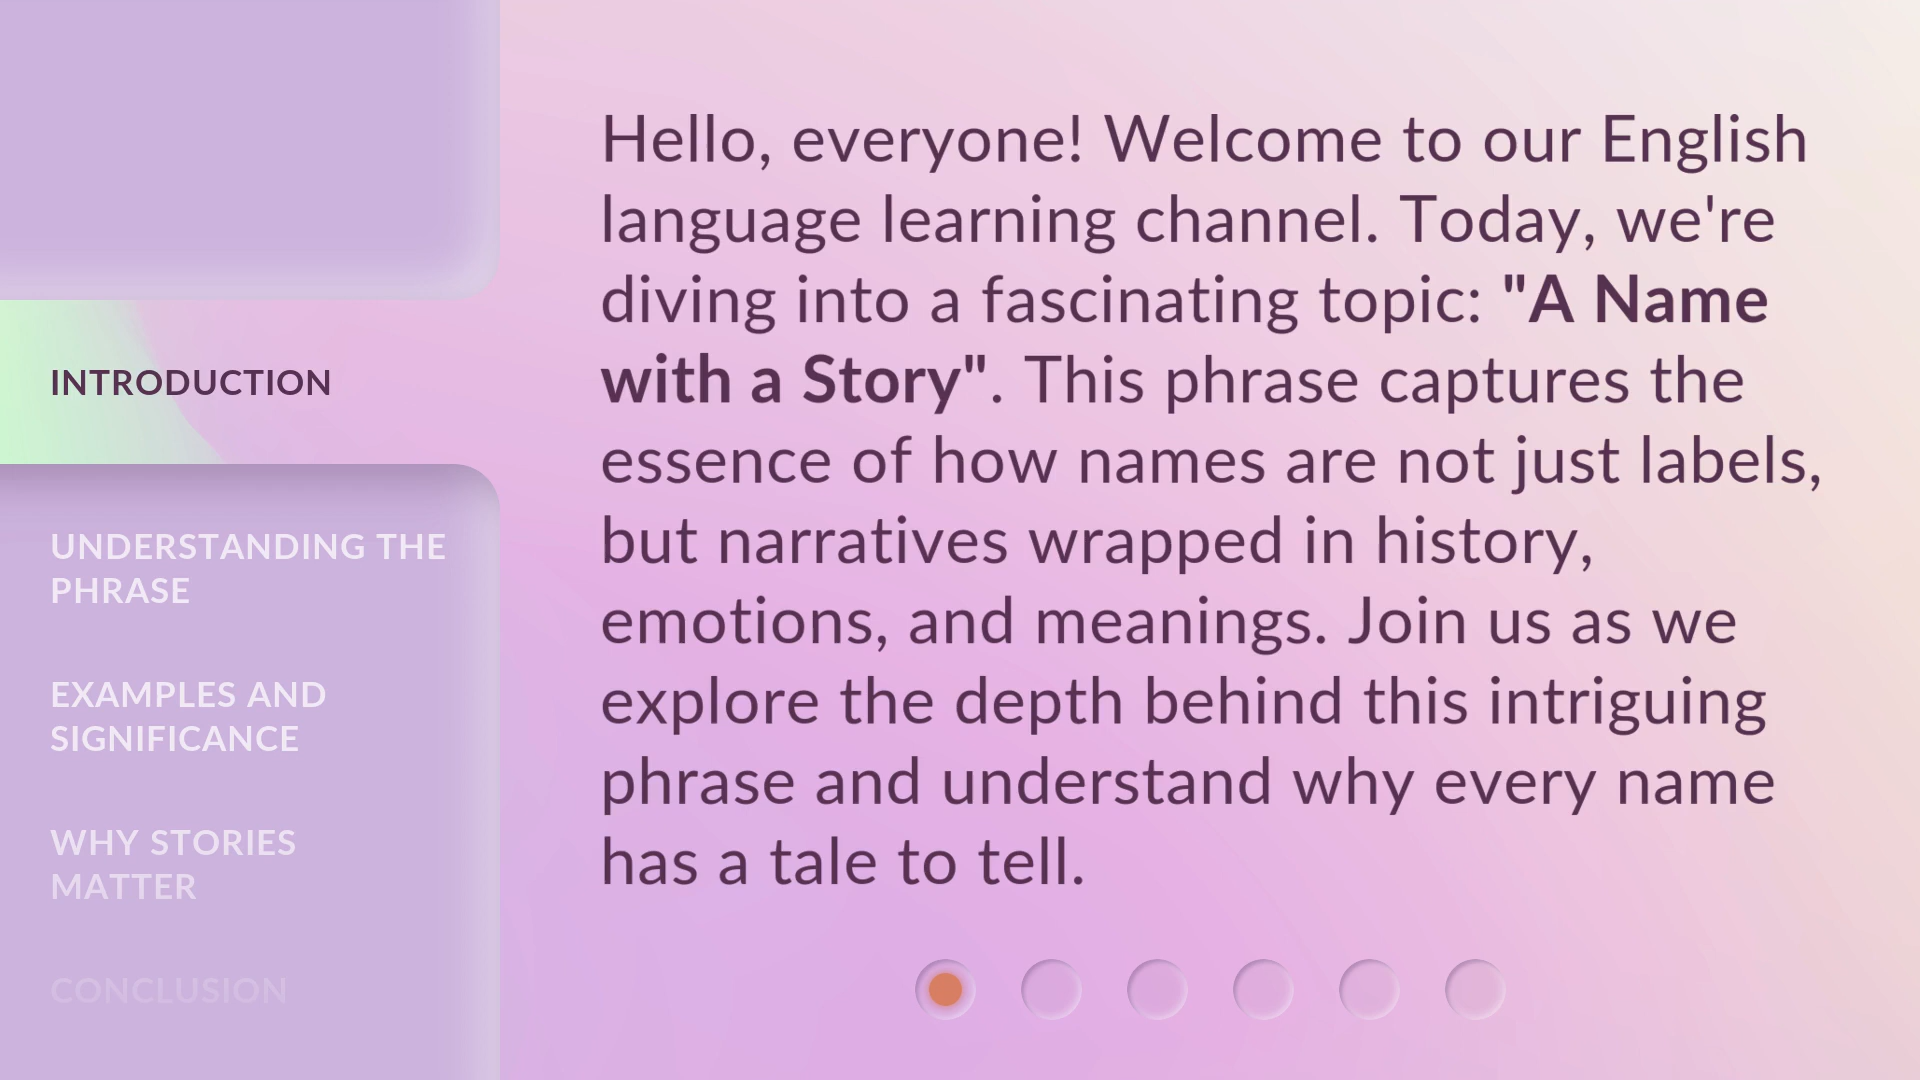 INTRODUCTION
UNDERSTANDING THE
PHRASE
EXAMPLES AND
SIGNIFICANCE
WHY STORIES
MATTER
CONCLUSION
Hello, everyone! Welcome to our English
language learning channel. Today, we're
diving into a fascinating topic: "A Name
with a Story". This phrase captures the
essence of how names are not just labels,
but narratives wrapped in history,
emotions, and meanings. Join us as we
explore the depth behind this intriguing
phrase and understand why every name
has a tale to tell.